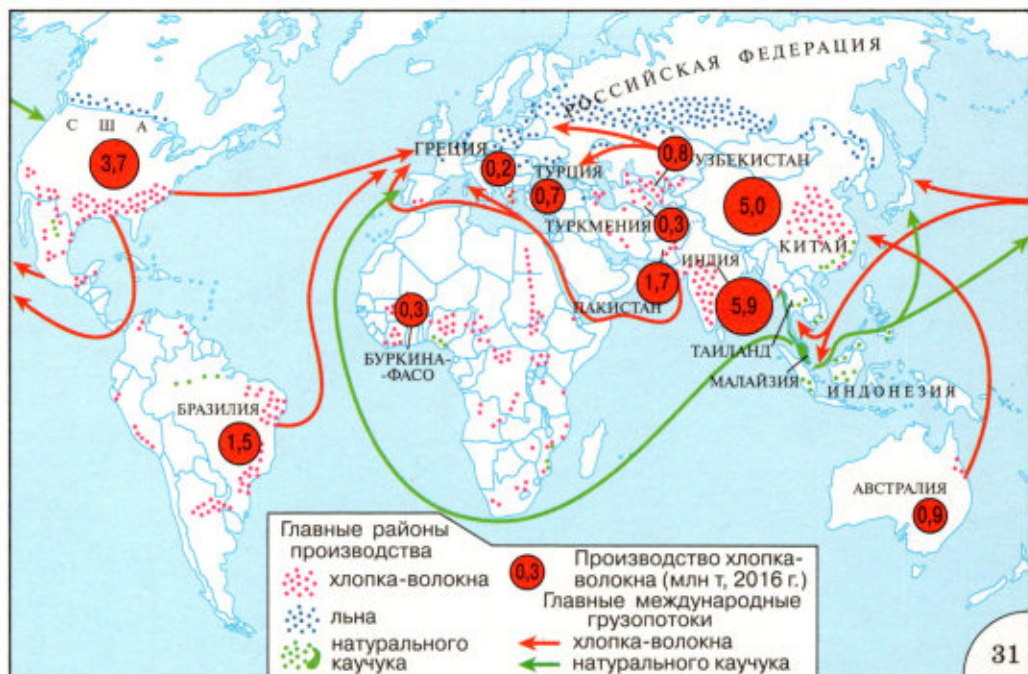 РОССИЙСКАЯ ФЕДЕРАЦИЯ
США
3,7
ГРЕЦИЯ
0,2
0,8
УЗБЕКИСТАН
ТУРЦИЯ
0,7
5,0
ТУРКМЕНИЯ
0,3
КИТАЙ
ИНДИЯ
1,7
ПАКИСТАН
5,9
0,3
БУРКИНА-
-ФАСО
ТАИЛАНД
МАЛАЙЗИЯ
ИНДОНЕЗИЯ
БРАЗИЛИЯ
1,5
АВСТРАЛИЯ
0,9
Главные районы
производства
хлопка-волокна
льна
натурального
каучука
0,3
Производство хлопка-
волокна (млн т, 2016 г.)
Главные международные
грузопотоки
хлопка-волокна
натурального каучука
31